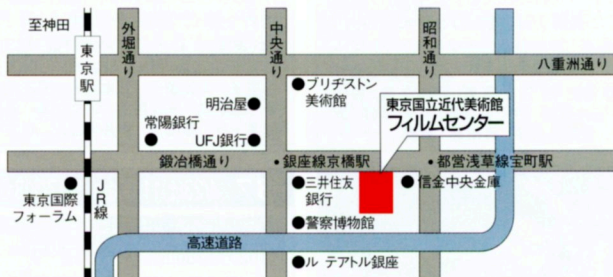 至神田
東京駅
外堀通り
中央通り
昭和通り
八重洲通り
ブリヂストン
美術館
明治屋
常陽銀行
UFJ銀行
東京国立近代美術館
フィルムセンター
鍛冶橋通り
銀座線京橋駅
都営浅草線宝町駅
東京国際
フォーラム
JR線
三井住友
銀行
信金中央金庫
警察博物館
高速道路
ル テアトル銀座